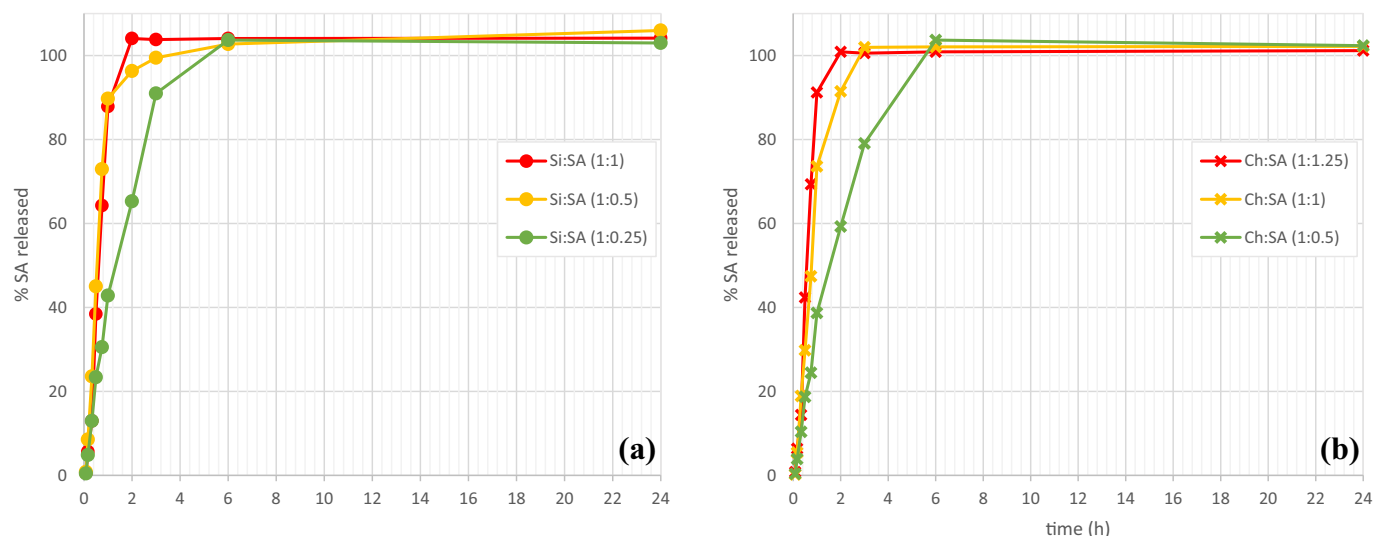 (a)
% SA released
100
80
60
40
20
0
0 2 4 6 8 10 12 14 16 18 20 22 24
Si:SA (1:1)
Si:SA (1:0.5)
Si:SA (1:0.25)
(b)
% SA released
100
80
60
40
20
0
0 2 4 6 8 10 12 14 16 18 20 22 24
time (h)
Ch:SA (1:1.25)
Ch:SA (1:1)
Ch:SA (1:0.5)